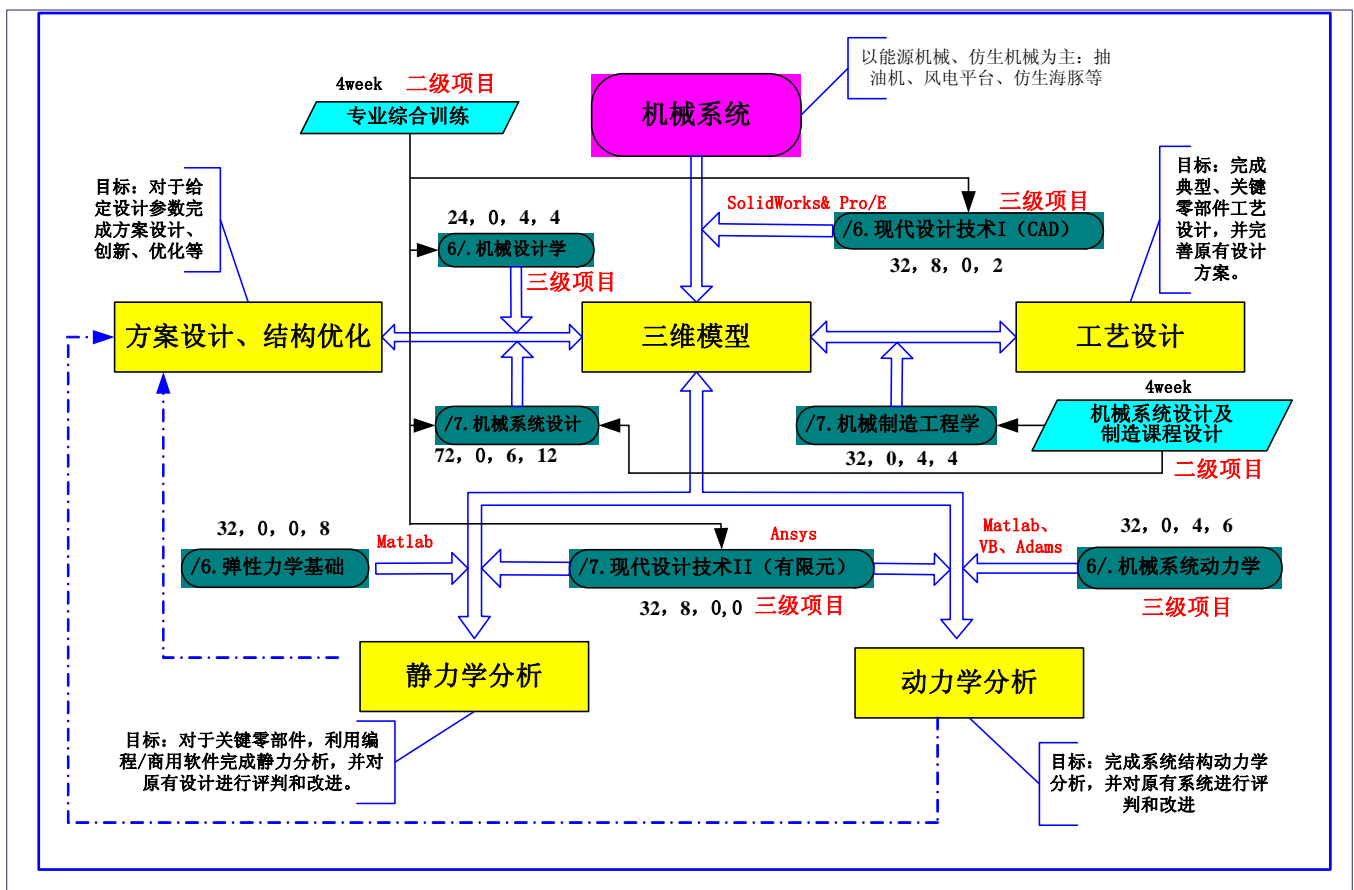 以能源机械、仿生机械为主：抽
油机、风电平台、仿生海豚等
4week
二级项目
专业综合训练
机械系统
目标：对于给
定设计参数完
成方案设计、
创新、优化等
目标：完成
典型、关键
零部件工艺
设计，并完
善原有设计
方案。
SolidWorks& Pro/E
三级项目
24，0，4，4
6/.机械设计学
三级项目
/6.现代设计技术I（CAD）
32，8，0，2
方案设计、结构优化
三维模型
工艺设计
4week
/7.机械系统设计
72，0，6，12
/7.机械制造工程学
32，0，4，4
机械系统设计及
制造课程设计
二级项目
32，0，0，8
Matlab
/6.弹性力学基础
Ansys
/7.现代设计技术II（有限元）
32，8，0,0
三级项目
Matlab、
VB、Adams
32，0，4，6
6/.机械系统动力学
三级项目
静力学分析
动力学分析
目标：对于关键零部件，利用编
程/商用软件完成静力分析，并对
原有设计进行评判和改进。
目标：完成系统结构动力学
分析，并对原有系统进行评
判和改进